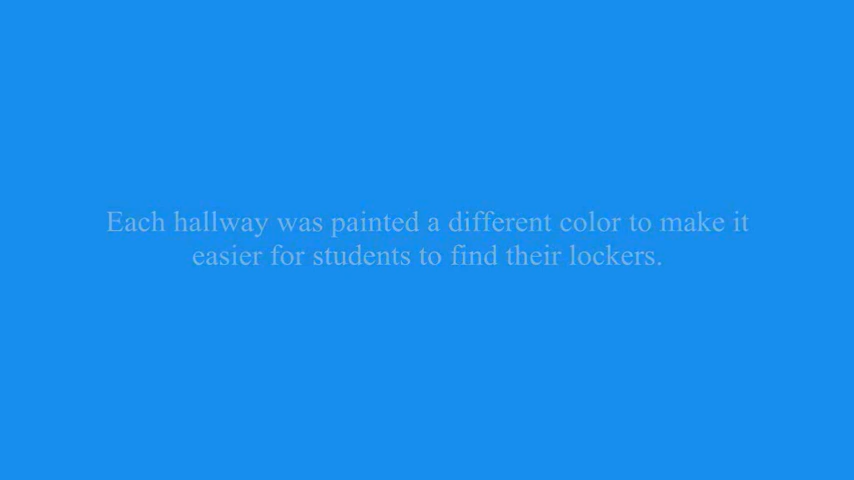 Each hallway was painted a different color to make it
easier for students to find their lockers.